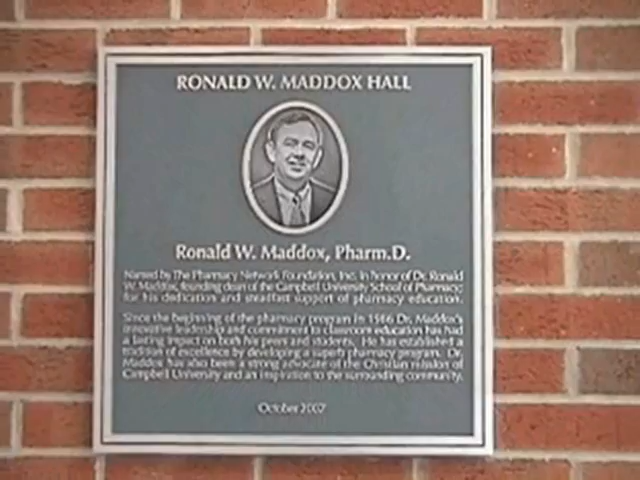 RONALD W. MADDOX HALL
Ronald W. Maddox, Pharm.D.
Named by The Pharmacy Network Foundation, Inc. in honor of Dr. Ronald
W. Maddox, founding dean of the Campbell University School of Pharmacy;
for his dedication and steadfast support of pharmacy education.
Since the beginning of the pharmacy program in 1986 Dr. Maddox's
innovative leadership and commitment to classroom education has had
a lasting impact on both his peers and students. He has established a
tradition of excellence by developing a superb pharmacy program. Dr.
Maddox has also been a strong advocate of the Christian mission of
Campbell University and an inspiration to the surrounding community.
October 2007